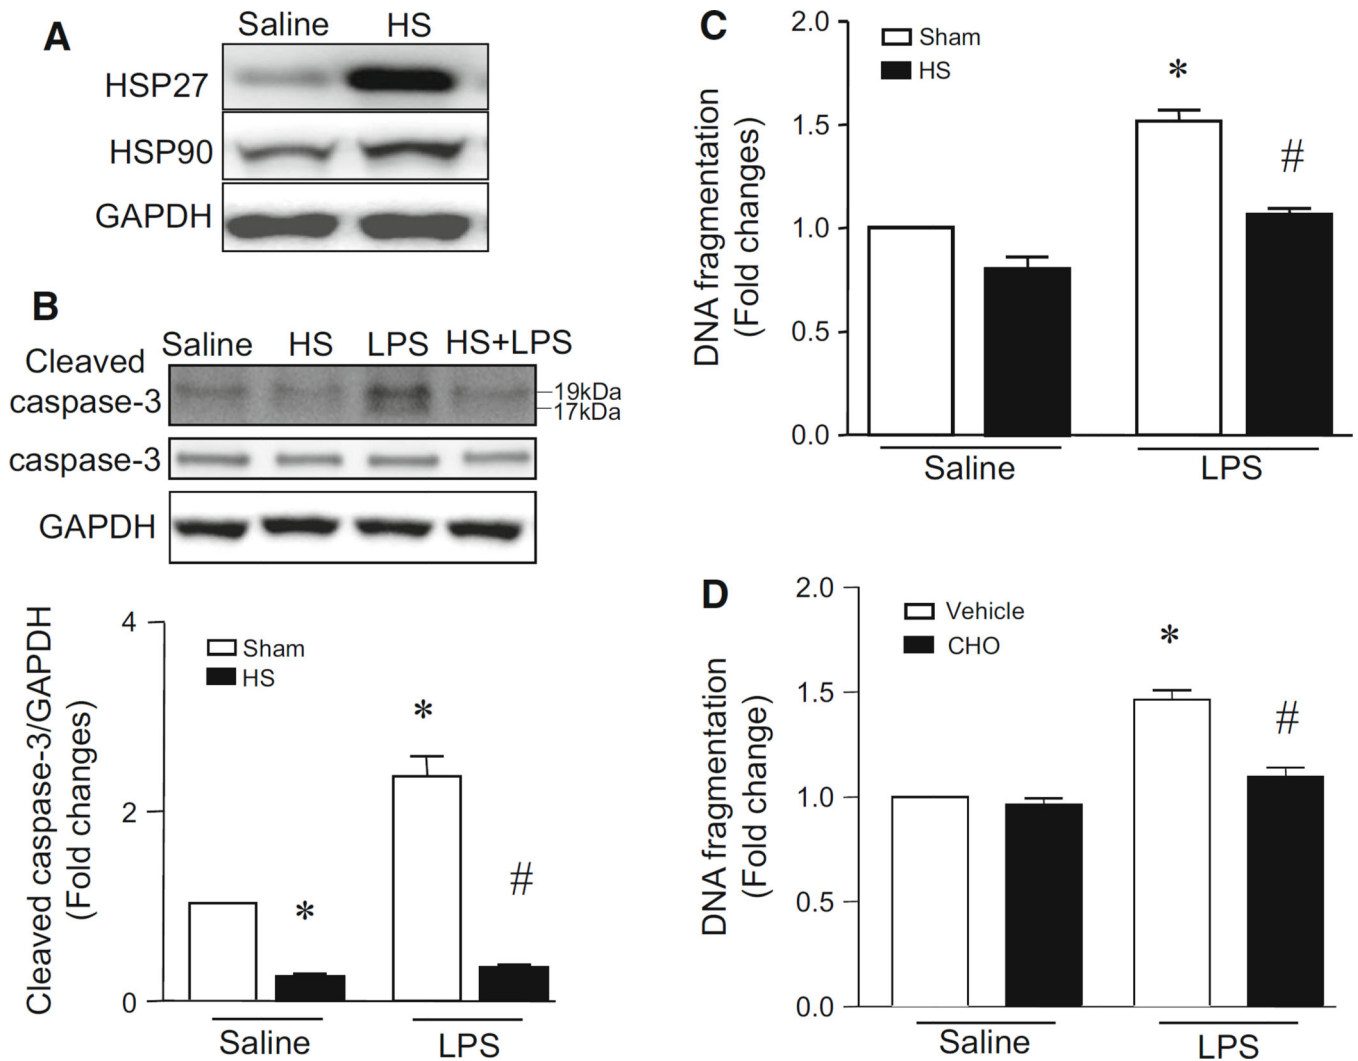 A
Saline HS
HSP27
HSP90
GAPDH
B
Saline HS LPS HS+LPS
Cleaved
caspase-3
19kDa
17kDa
caspase-3
GAPDH
Cleaved caspase-3/GAPDH
(Fold changes)
4
2
0
Sham
HS
*
*
#
Saline LPS
C
DNA fragmentation
(Fold changes)
2.0
1.5
1.0
0.5
0.0
Sham
HS
*
#
Saline LPS
D
DNA fragmentation
(Fold change)
2.0
1.5
1.0
0.5
0.0
Vehicle
CHO
*
#
Saline LPS